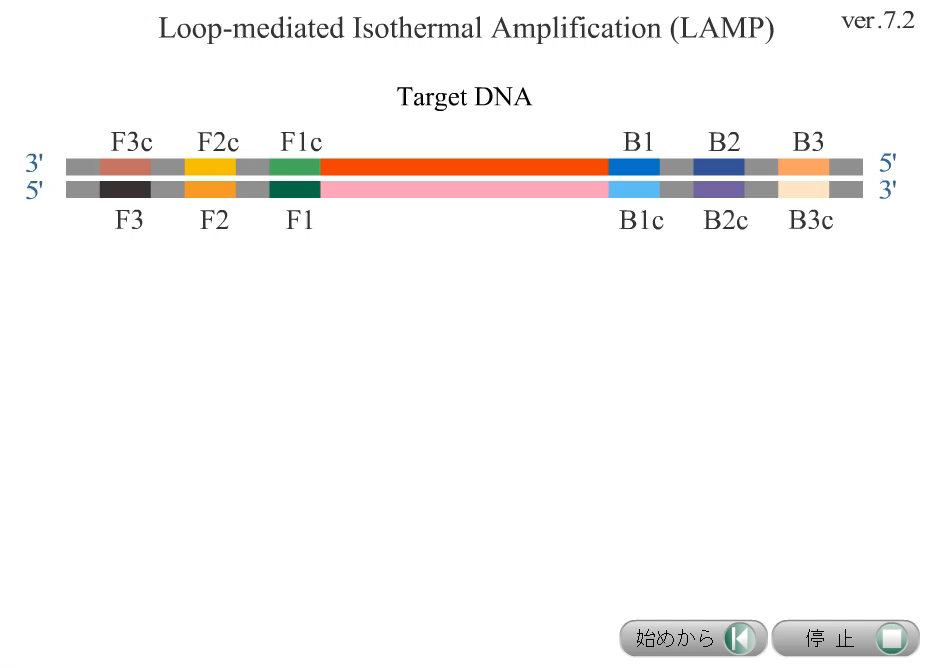 Loop-mediated Isothermal Amplification (LAMP)
ver.7.2
Target DNA
F3c F2c F1c B1 B2 B3
3' 5'
5' 3'
F3 F2 F1 B1c B2c B3c
始めから 停止